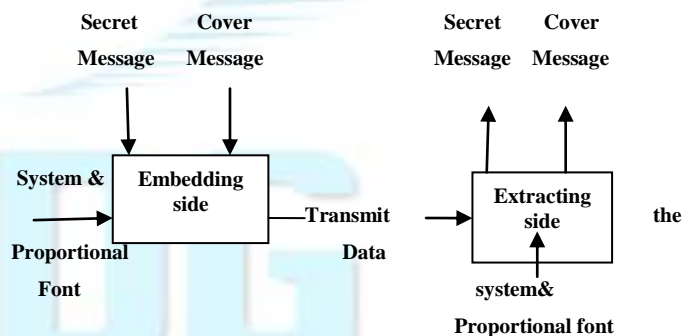 Secret Cover
Message Message
System &
Proportional
Font
Embedding
side
Transmit
Data
Secret Cover
Message Message
Extracting
side
system&
Proportional font
the